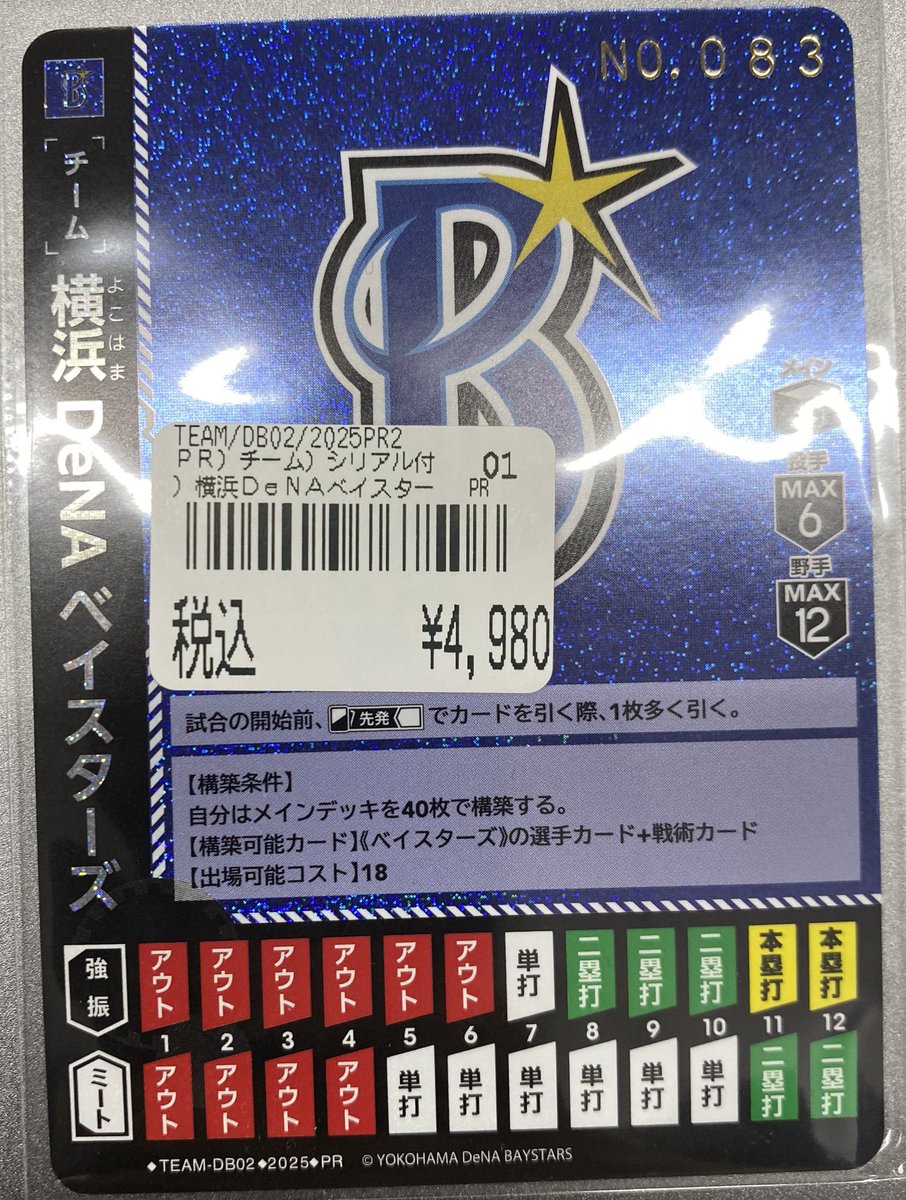 NO.083
「チーム」
横浜 DeNA ベイスターズ
よこはま
メイン
投手
MAX
6
野手
MAX
12
TEAM/DB02/2025PR2
PR) チーム) シリアル付 01
) 横浜DeNAベイスター PR
税込 ¥4,980
試合の開始前、先発でカードを引く際、1枚多く引く。
【構築条件】
自分はメインデッキを40枚で構築する。
【構築可能カード】《ベイスターズ》の選手カード+戦術カード
【出場可能コスト】18
強振 アウト アウト アウト アウト アウト アウト 単打 二塁打 二塁打 二塁打 本塁打 本塁打
1 2 3 4 5 6 7 8 9 10 11 12
ミート アウト アウト アウト アウト 単打 単打 単打 単打 単打 単打 二塁打 二塁打
◆TEAM-DB02◆2025◆PR © YOKOHAMA DeNA BAYSTARS